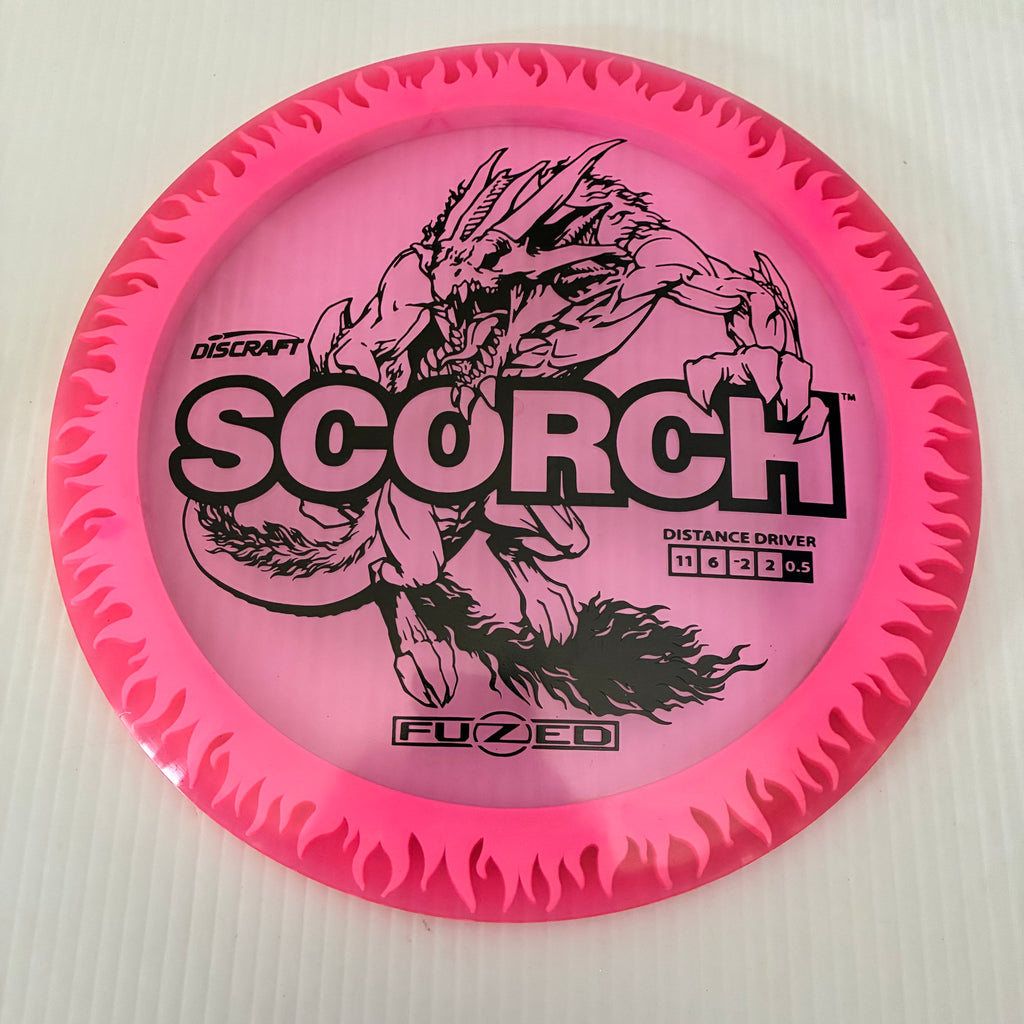 DISCRAFT
SCORCH™
DISTANCE DRIVER
11 6 -2 2 0.5
FUZED